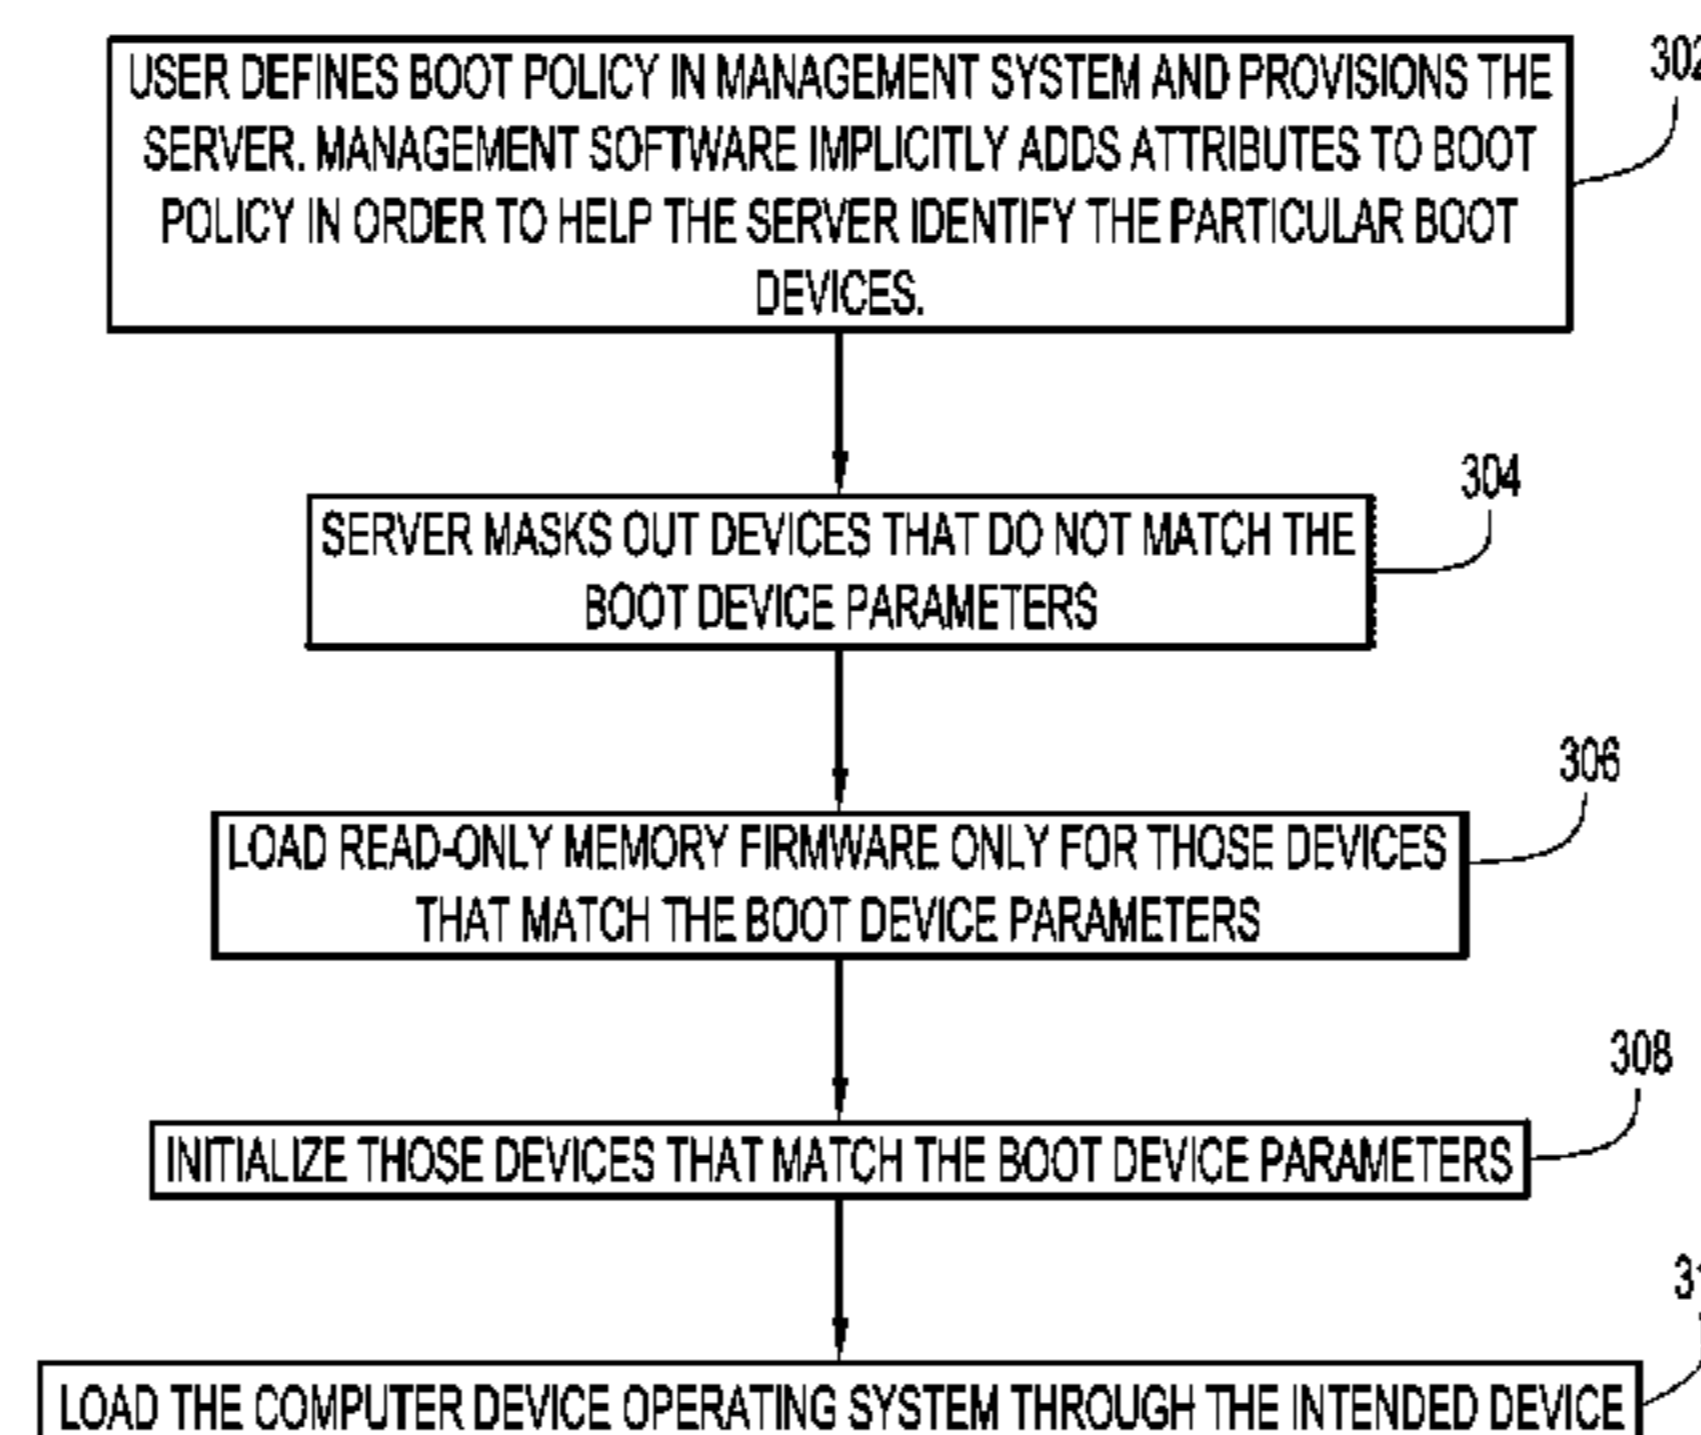 302
USER DEFINES BOOT POLICY IN MANAGEMENT SYSTEM AND PROVISIONS THE
SERVER. MANAGEMENT SOFTWARE IMPLICITLY ADDS ATTRIBUTES TO BOOT
POLICY IN ORDER TO HELP THE SERVER IDENTIFY THE PARTICULAR BOOT
DEVICES.
304
SERVER MASKS OUT DEVICES THAT DO NOT MATCH THE
BOOT DEVICE PARAMETERS
306
LOAD READ-ONLY MEMORY FIRMWARE ONLY FOR THOSE DEVICES
THAT MATCH THE BOOT DEVICE PARAMETERS
308
INITIALIZE THOSE DEVICES THAT MATCH THE BOOT DEVICE PARAMETERS
LOAD THE COMPUTER DEVICE OPERATING SYSTEM THROUGH THE INTENDED DEVICE